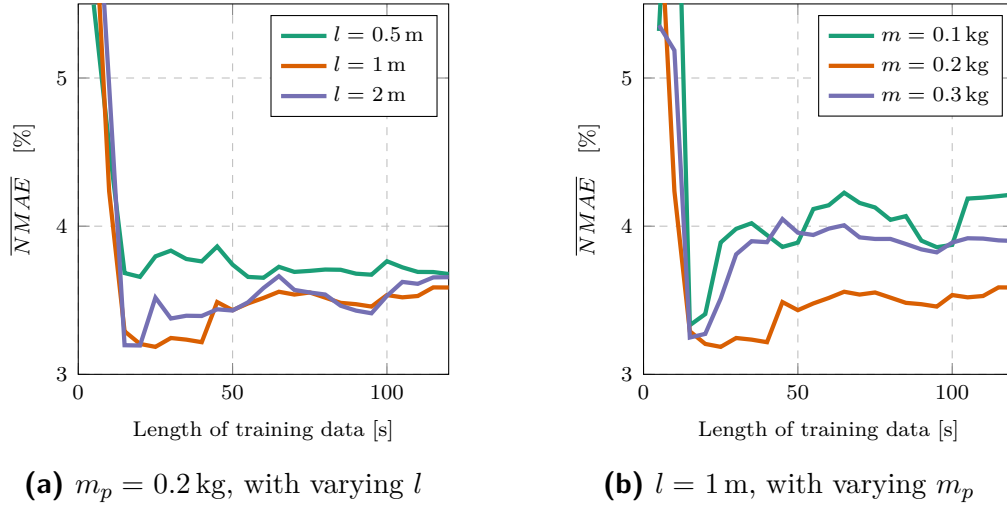 5
4
3
0
50
100
Length of training data [s]
NMAE [%]
l = 0.5 m
l = 1 m
l = 2 m
(a) m_p = 0.2 kg, with varying l
5
4
3
0
50
100
Length of training data [s]
NMAE [%]
m = 0.1 kg
m = 0.2 kg
m = 0.3 kg
(b) l = 1 m, with varying m_p